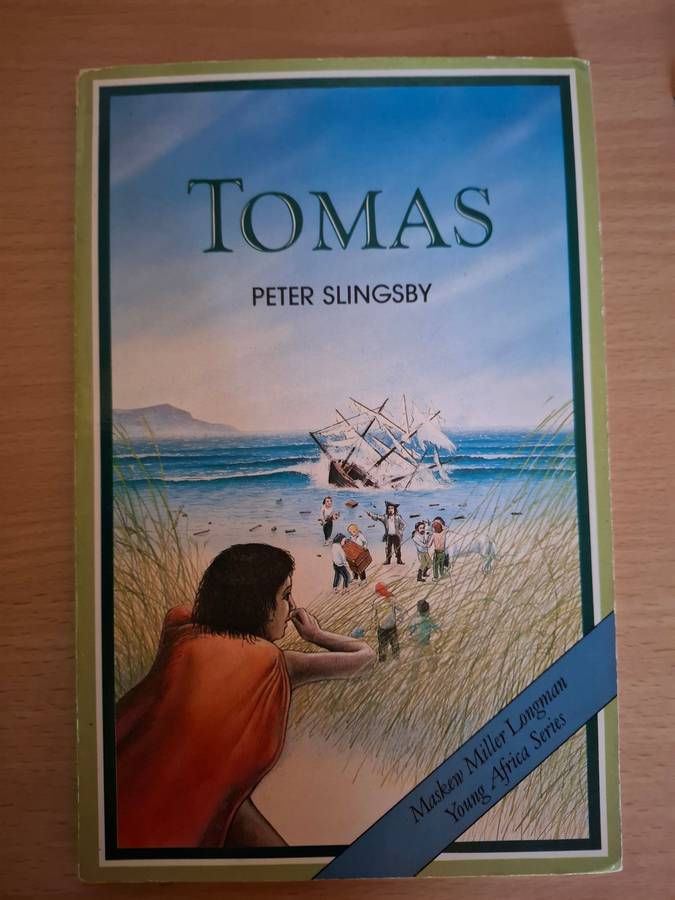 TOMAS
PETER SLINGSBY
Maskew Miller Longman
Young Africa Series